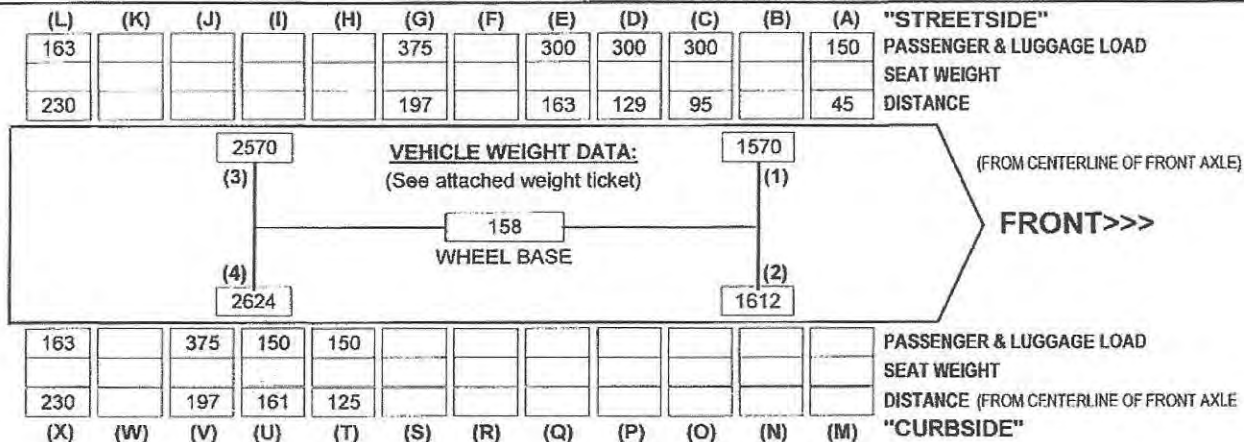 (L) (K) (J) (I) (H) (G) (F) (E) (D) (C) (B) (A) "STREETSIDE"
163 375 300 300 300 150 PASSENGER & LUGGAGE LOAD
SEAT WEIGHT
230 197 163 129 95 45 DISTANCE
2570 VEHICLE WEIGHT DATA: 1570 (FROM CENTERLINE OF FRONT AXLE)
(3) (See attached weight ticket) (1)
158 FRONT>>>
WHEEL BASE
(4) (2)
2624 1612
163 375 150 150 PASSENGER & LUGGAGE LOAD
SEAT WEIGHT
230 197 161 125 DISTANCE (FROM CENTERLINE OF FRONT AXLE
(X) (W) (V) (U) (T) (S) (R) (Q) (P) (O) (N) (M) "CURBSIDE"